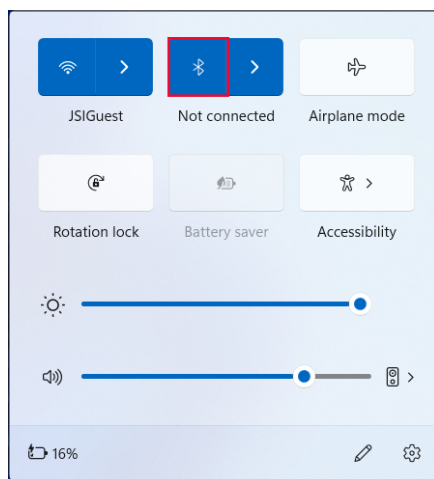 JSIGuest
Not connected
Airplane mode
Rotation lock
Battery saver
Accessibility
16%